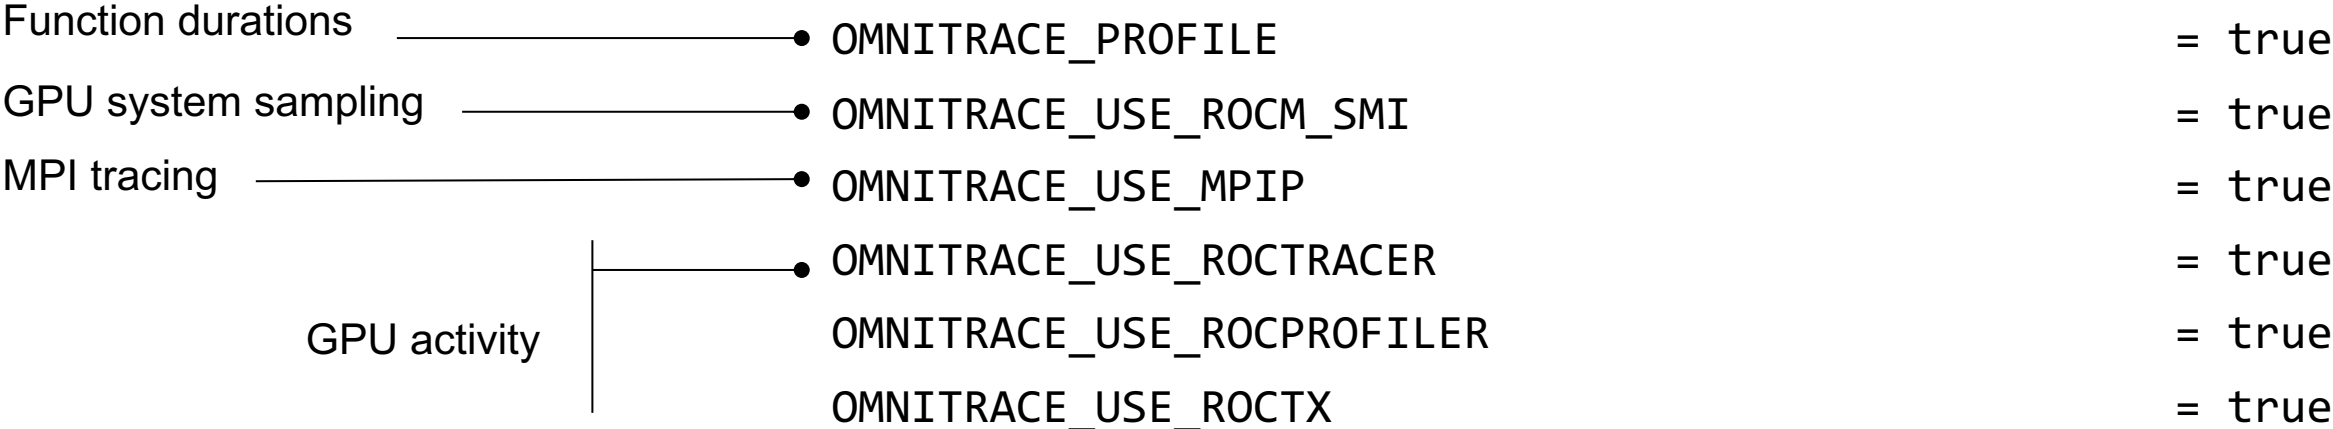 Function durations OMNITRACE_PROFILE = true
GPU system sampling OMNITRACE_USE_ROCM_SMI = true
MPI tracing OMNITRACE_USE_MPIP = true
OMNITRACE_USE_ROCTRACER = true
GPU activity OMNITRACE_USE_ROCPROFILER = true
OMNITRACE_USE_ROCTX = true